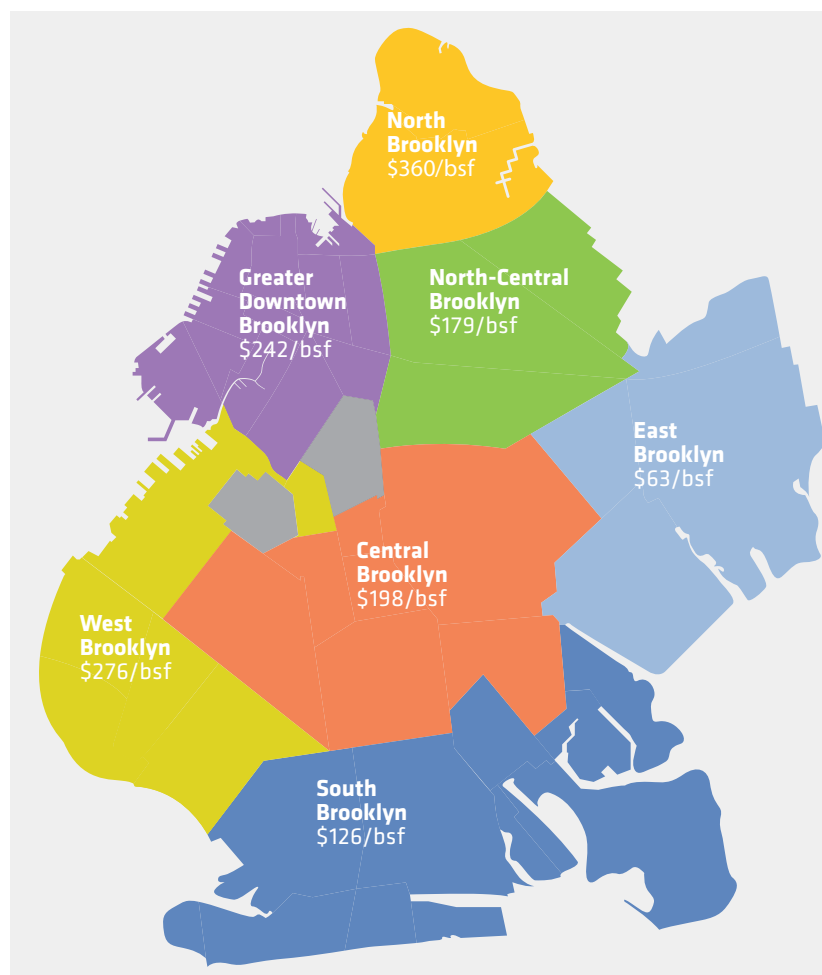 North
Brooklyn
$360/bsf
Greater
Downtown
Brooklyn
$242/bsf
North-Central
Brooklyn
$179/bsf
East
Brooklyn
$63/bsf
Central
Brooklyn
$198/bsf
West
Brooklyn
$276/bsf
South
Brooklyn
$126/bsf